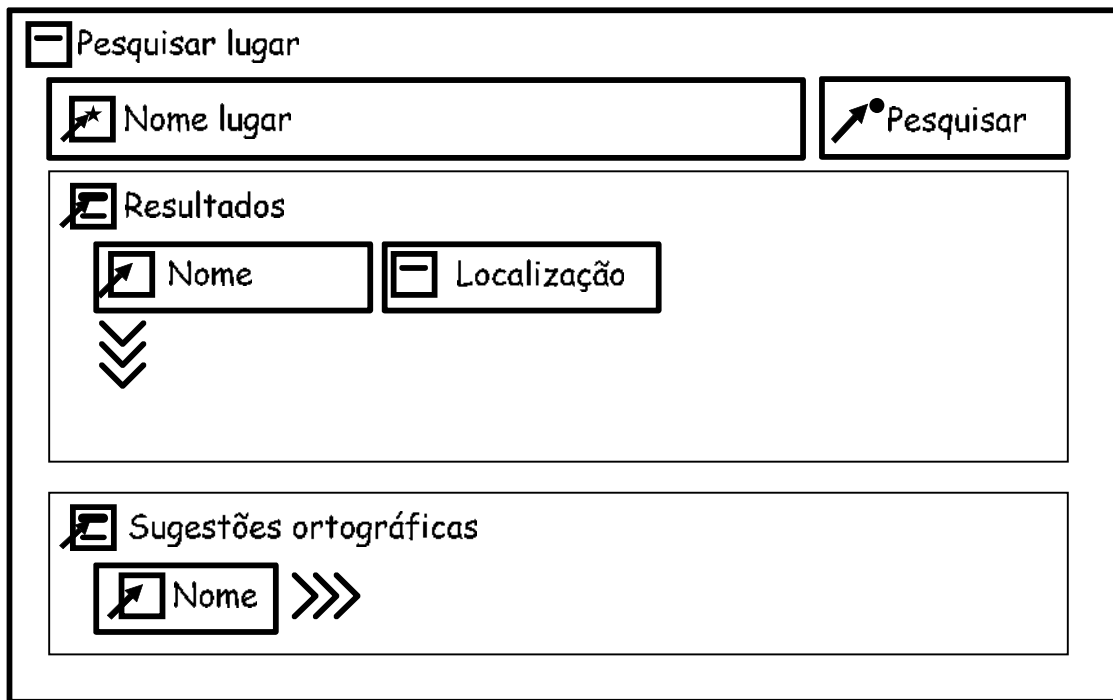 Pesquisar lugar
Nome lugar
Pesquisar
Resultados
Nome
Localização
Sugestões ortográficas
Nome